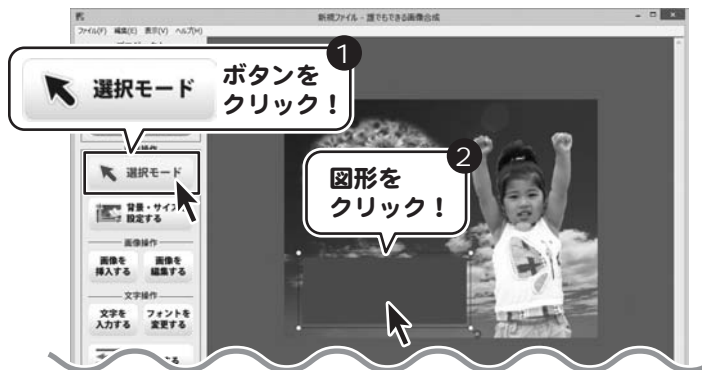 新規ファイル - 誰でもできる画像合成
ファイル(F) 編集(E) 表示(V) ヘルプ(H)
1
選択モード
ボタンを
クリック！
選択モード
背景・サイズ
設定する
2
図形を
クリック！
画像操作
画像を
挿入する
画像を
編集する
文字操作
文字を
入力する
フォントを
変更する